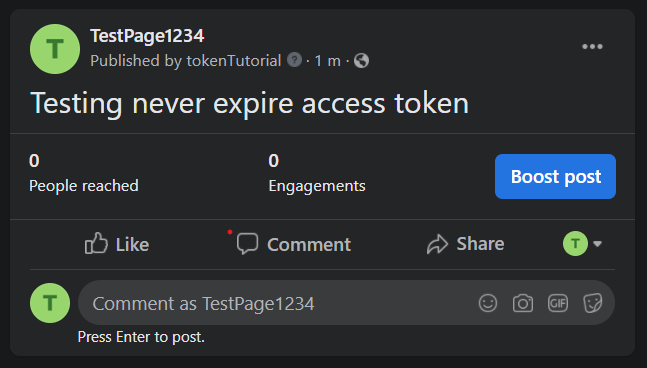 T
TestPage1234
Published by tokenTutorial ? · 1 m ·
Testing never expire access token
0
People reached
0
Engagements
Boost post
Like
Comment
Share
T
T
Comment as TestPage1234
GIF
Press Enter to post.